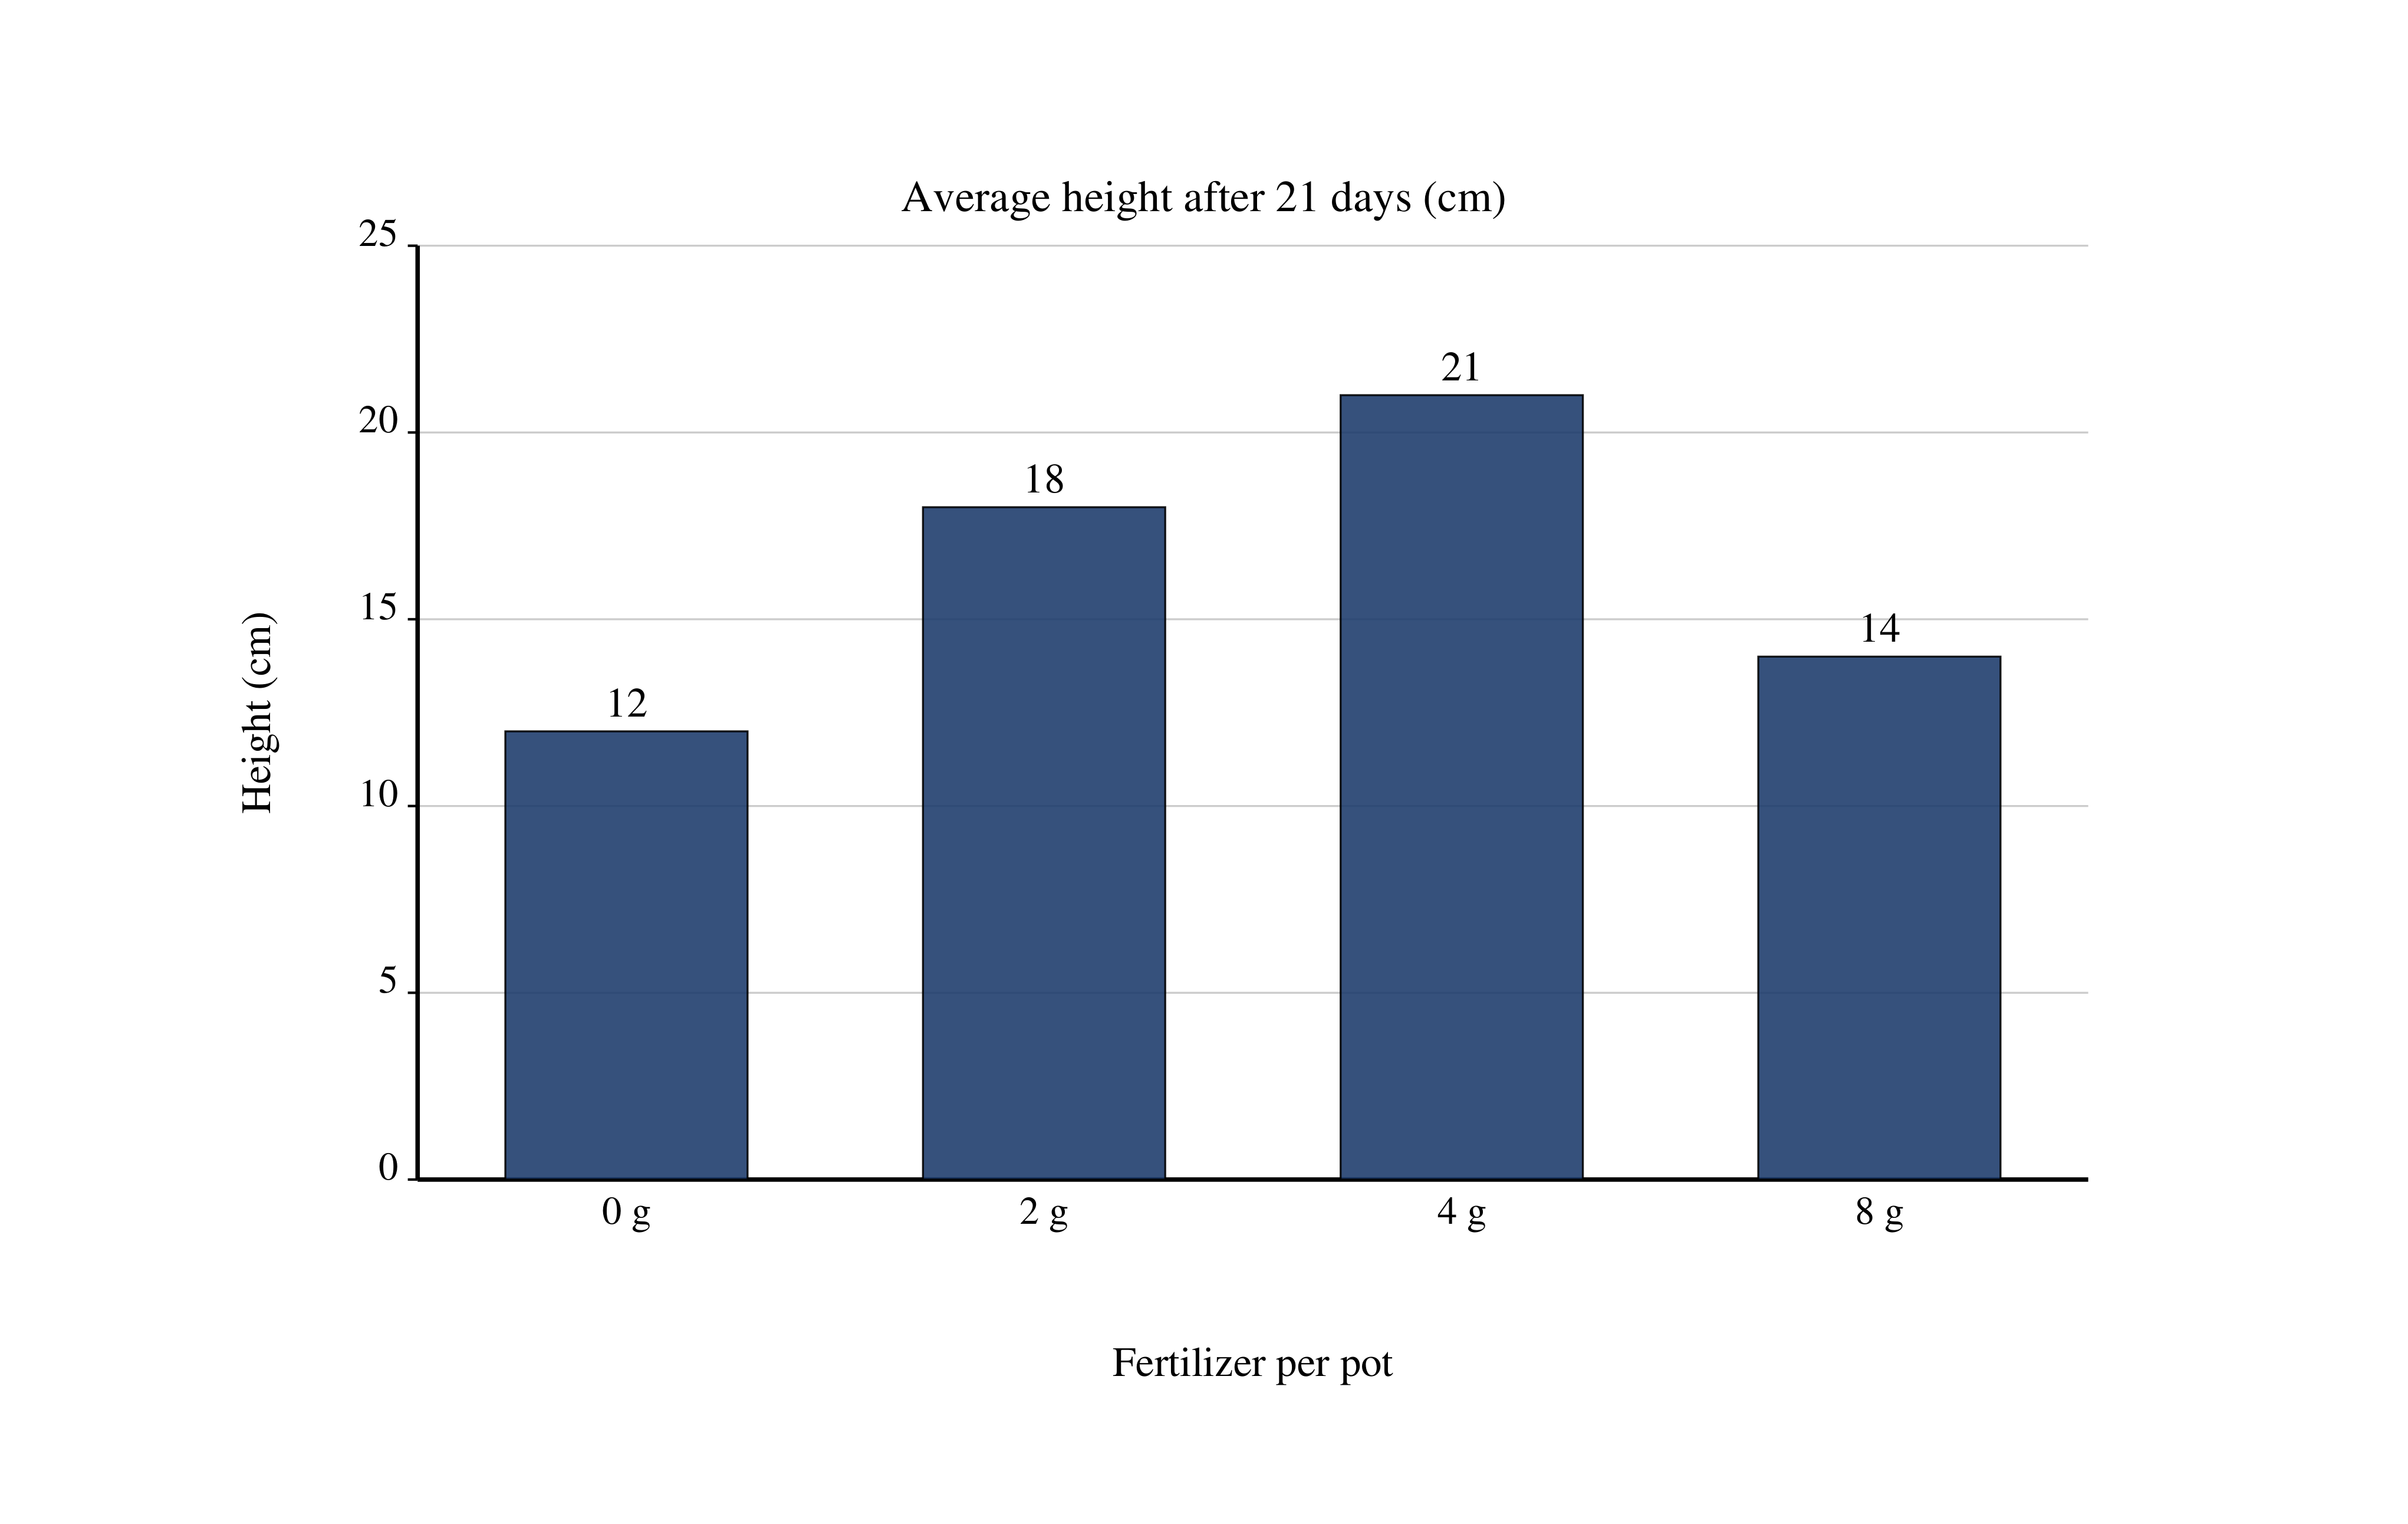 Average height after 21 days (cm)
25
20
15
10
5
0
Height (cm)
12
18
21
14
0 g
2 g
4 g
8 g
Fertilizer per pot